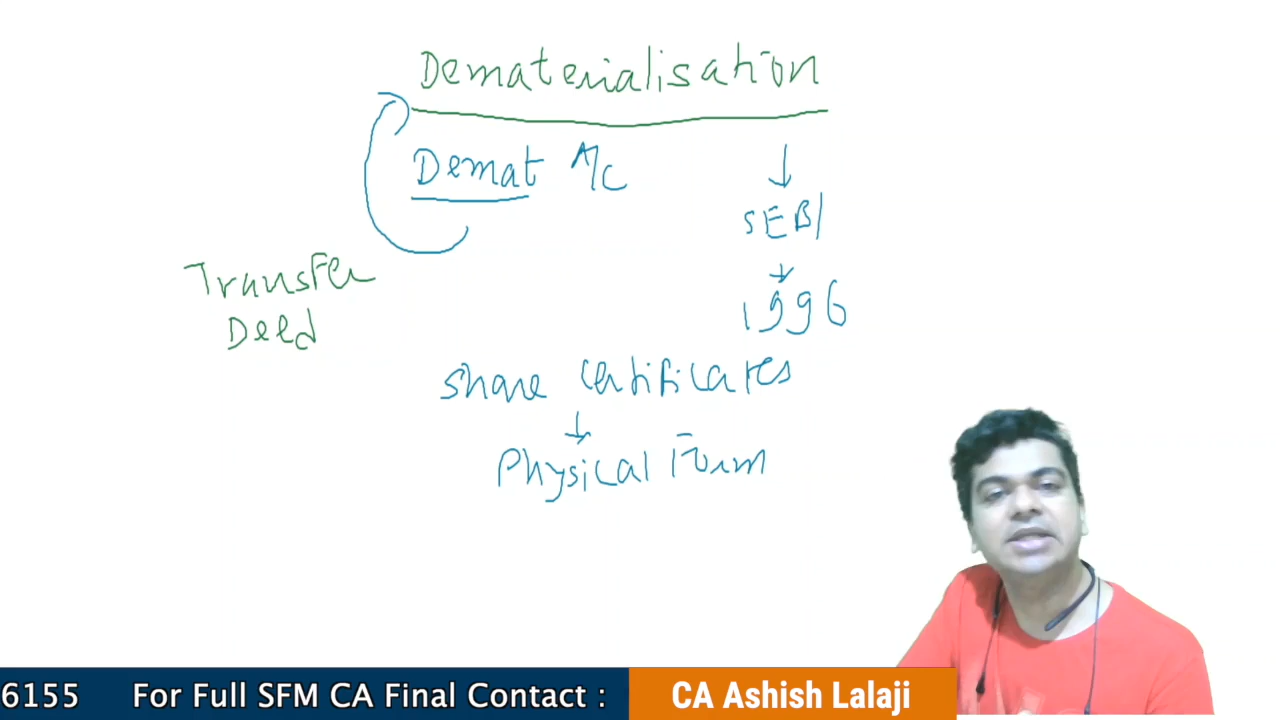 Dematerialisation
Demat A/C
SEBI
1996
Transfer
Deed
Share Certificates
Physical Form
6155 For Full SFM CA Final Contact : CA Ashish Lalaji